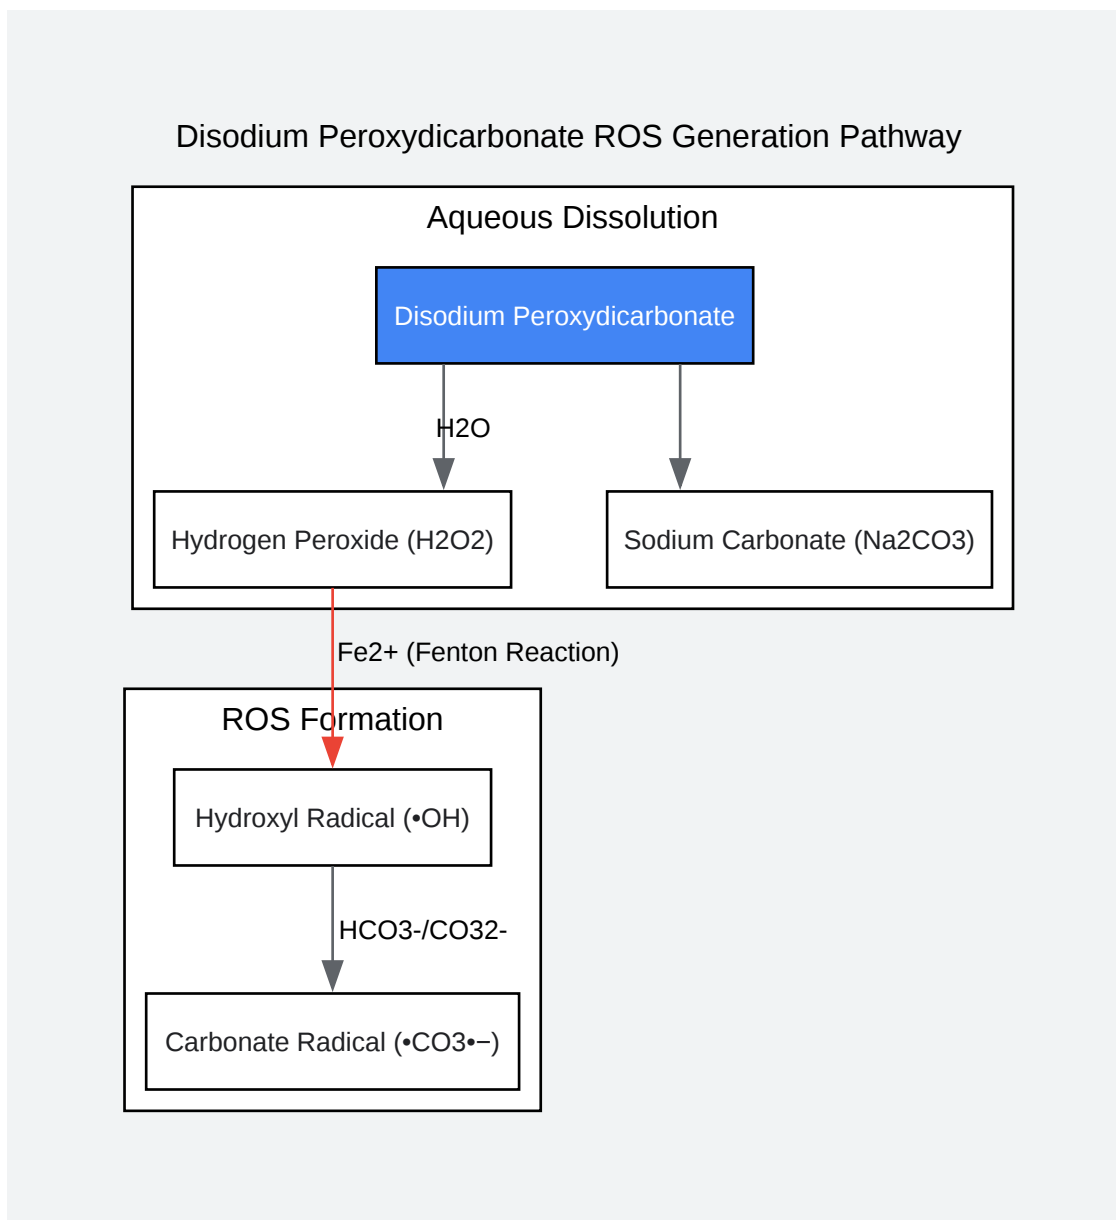 Disodium Peroxydicarbonate ROS Generation Pathway
Aqueous Dissolution
Disodium Peroxydicarbonate
H2O
Hydrogen Peroxide (H2O2)
Sodium Carbonate (Na2CO3)
Fe2+ (Fenton Reaction)
ROS Formation
Hydroxyl Radical (•OH)
HCO3-/CO32-
Carbonate Radical (•CO3•−)